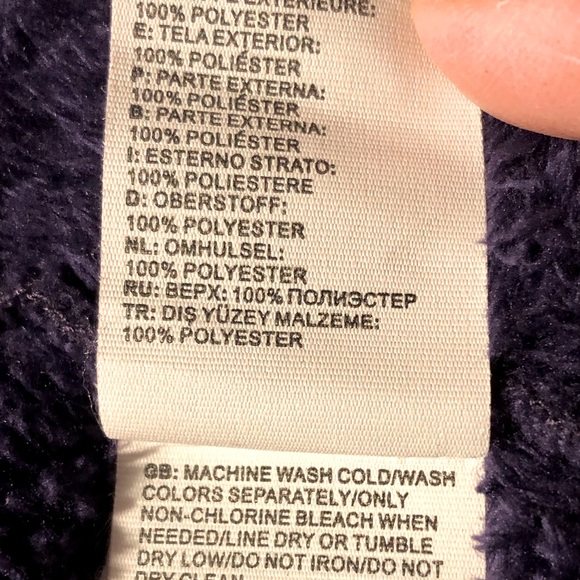 EXTÉRIEURE:
100% POLYESTER
E: TELA EXTERIOR:
100% POLIÉSTER
P: PARTE EXTERNA:
100% POLIÉSTER
B: PARTE EXTERNA:
100% POLIÉSTER
I: ESTERNO STRATO:
100% POLIESTERE
D: OBERSTOFF:
100% POLYESTER
NL: OMHULSEL:
100% POLYESTER
RU: ВЕРХ: 100% ПОЛИЭСТЕР
TR: DIŞ YÜZEY MALZEME:
100% POLYESTER
GB: MACHINE WASH COLD/WASH
COLORS SEPARATELY/ONLY
NON-CHLORINE BLEACH WHEN
NEEDED/LINE DRY OR TUMBLE
DRY LOW/DO NOT IRON/DO NOT
DRY CLEAN